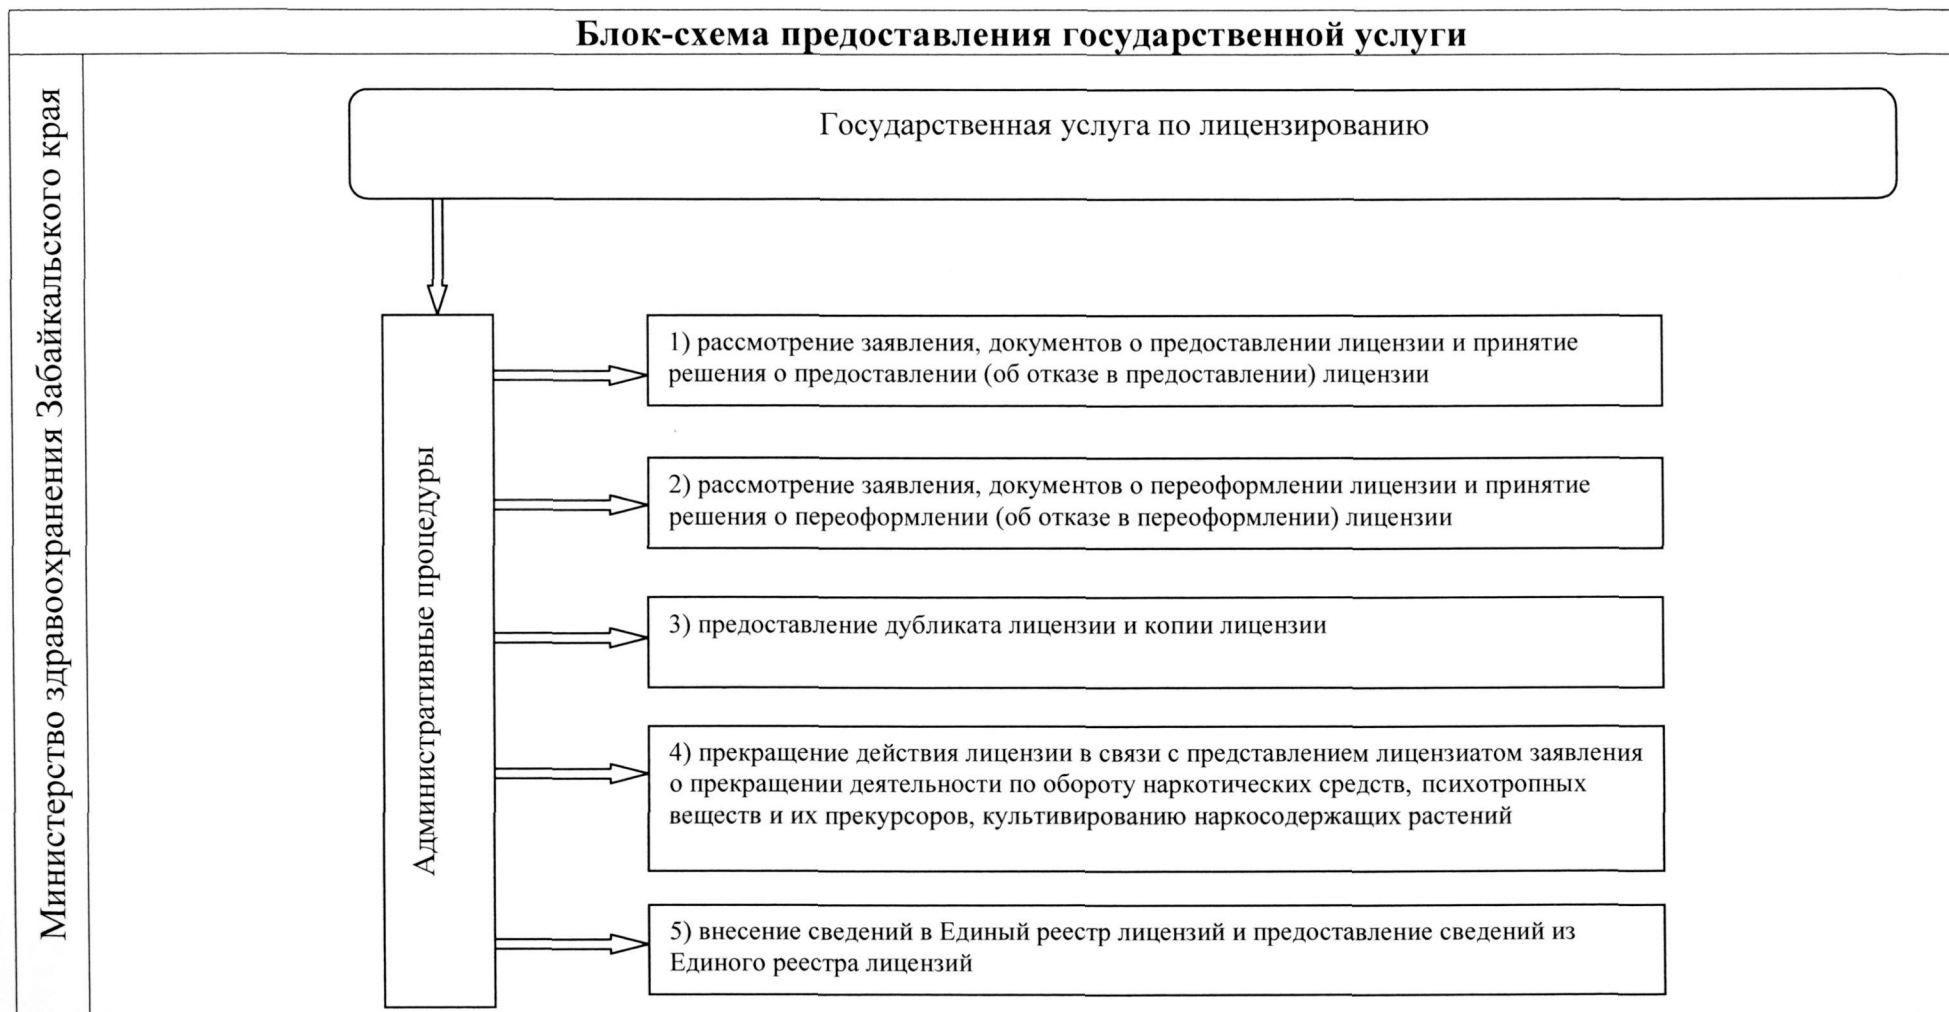 Блок-схема предоставления государственной услуги
Министерство здравоохранения Забайкальского края
Государственная услуга по лицензированию
Административные процедуры
1) рассмотрение заявления, документов о предоставлении лицензии и принятие
решения о предоставлении (об отказе в предоставлении) лицензии
2) рассмотрение заявления, документов о переоформлении лицензии и принятие
решения о переоформлении (об отказе в переоформлении) лицензии
3) предоставление дубликата лицензии и копии лицензии
4) прекращение действия лицензии в связи с представлением лицензиатом заявления
о прекращении деятельности по обороту наркотических средств, психотропных
веществ и их прекурсоров, культивированию наркосодержащих растений
5) внесение сведений в Единый реестр лицензий и предоставление сведений из
Единого реестра лицензий